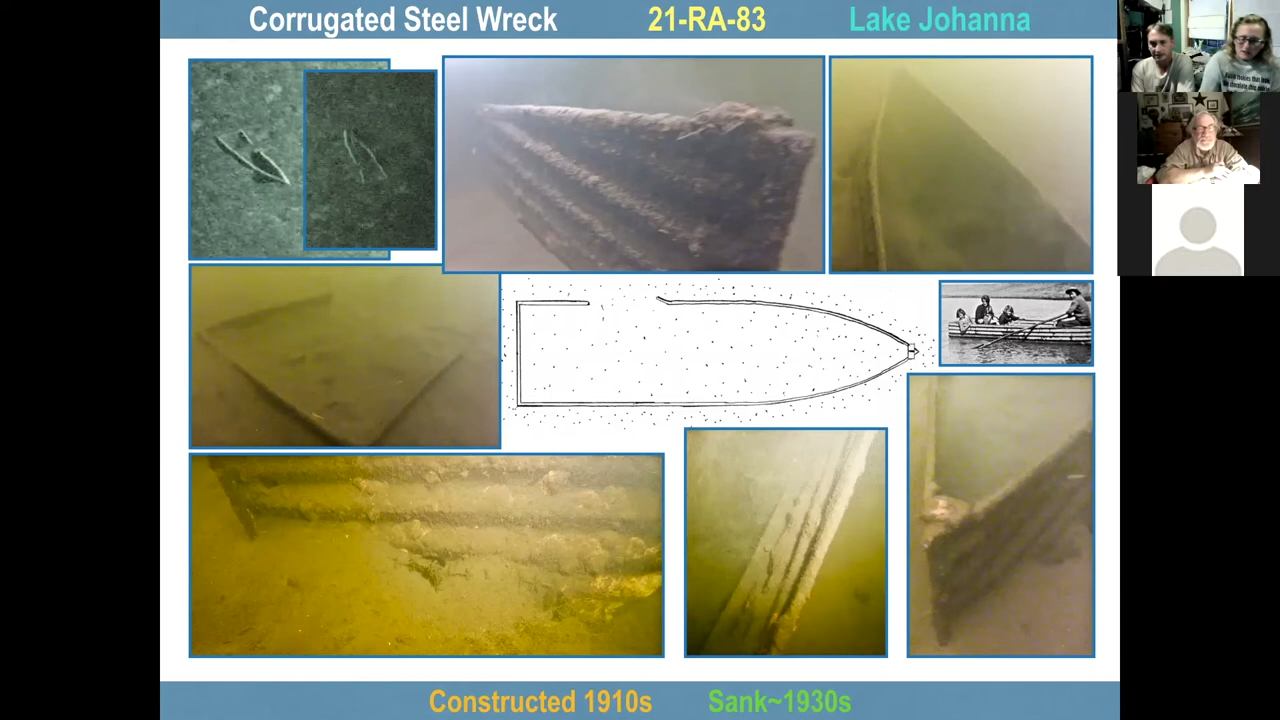 Corrugated Steel Wreck 21-RA-83 Lake Johanna
Constructed 1910s Sank~1930s